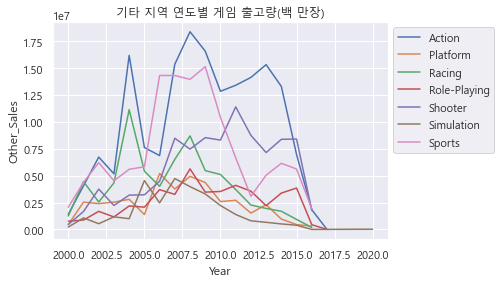 기타 지역 연도별 게임 출고량(백 만장)
1e7
Other_Sales
1.75
1.50
1.25
1.00
0.75
0.50
0.25
0.00
2000.0 2002.5 2005.0 2007.5 2010.0 2012.5 2015.0 2017.5 2020.0
Year
Action
Platform
Racing
Role-Playing
Shooter
Simulation
Sports